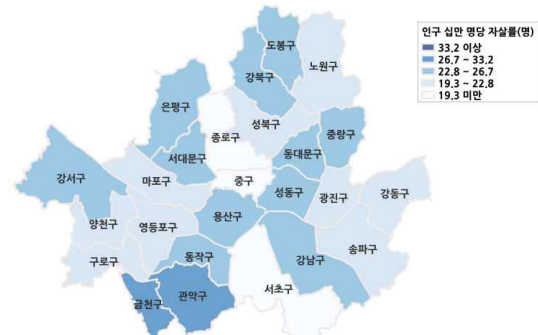 인구 십만 명당 자살률(명)
33.2 이상
26.7 ~ 33.2
22.8 ~ 26.7
19.3 ~ 22.8
19.3 미만
도봉구
노원구
강북구
은평구
성북구
종로구
중랑구
서대문구
동대문구
강서구
마포구
중구
성동구
광진구
강동구
양천구
영등포구
용산구
구로구
동작구
강남구
송파구
서초구
금천구
관악구